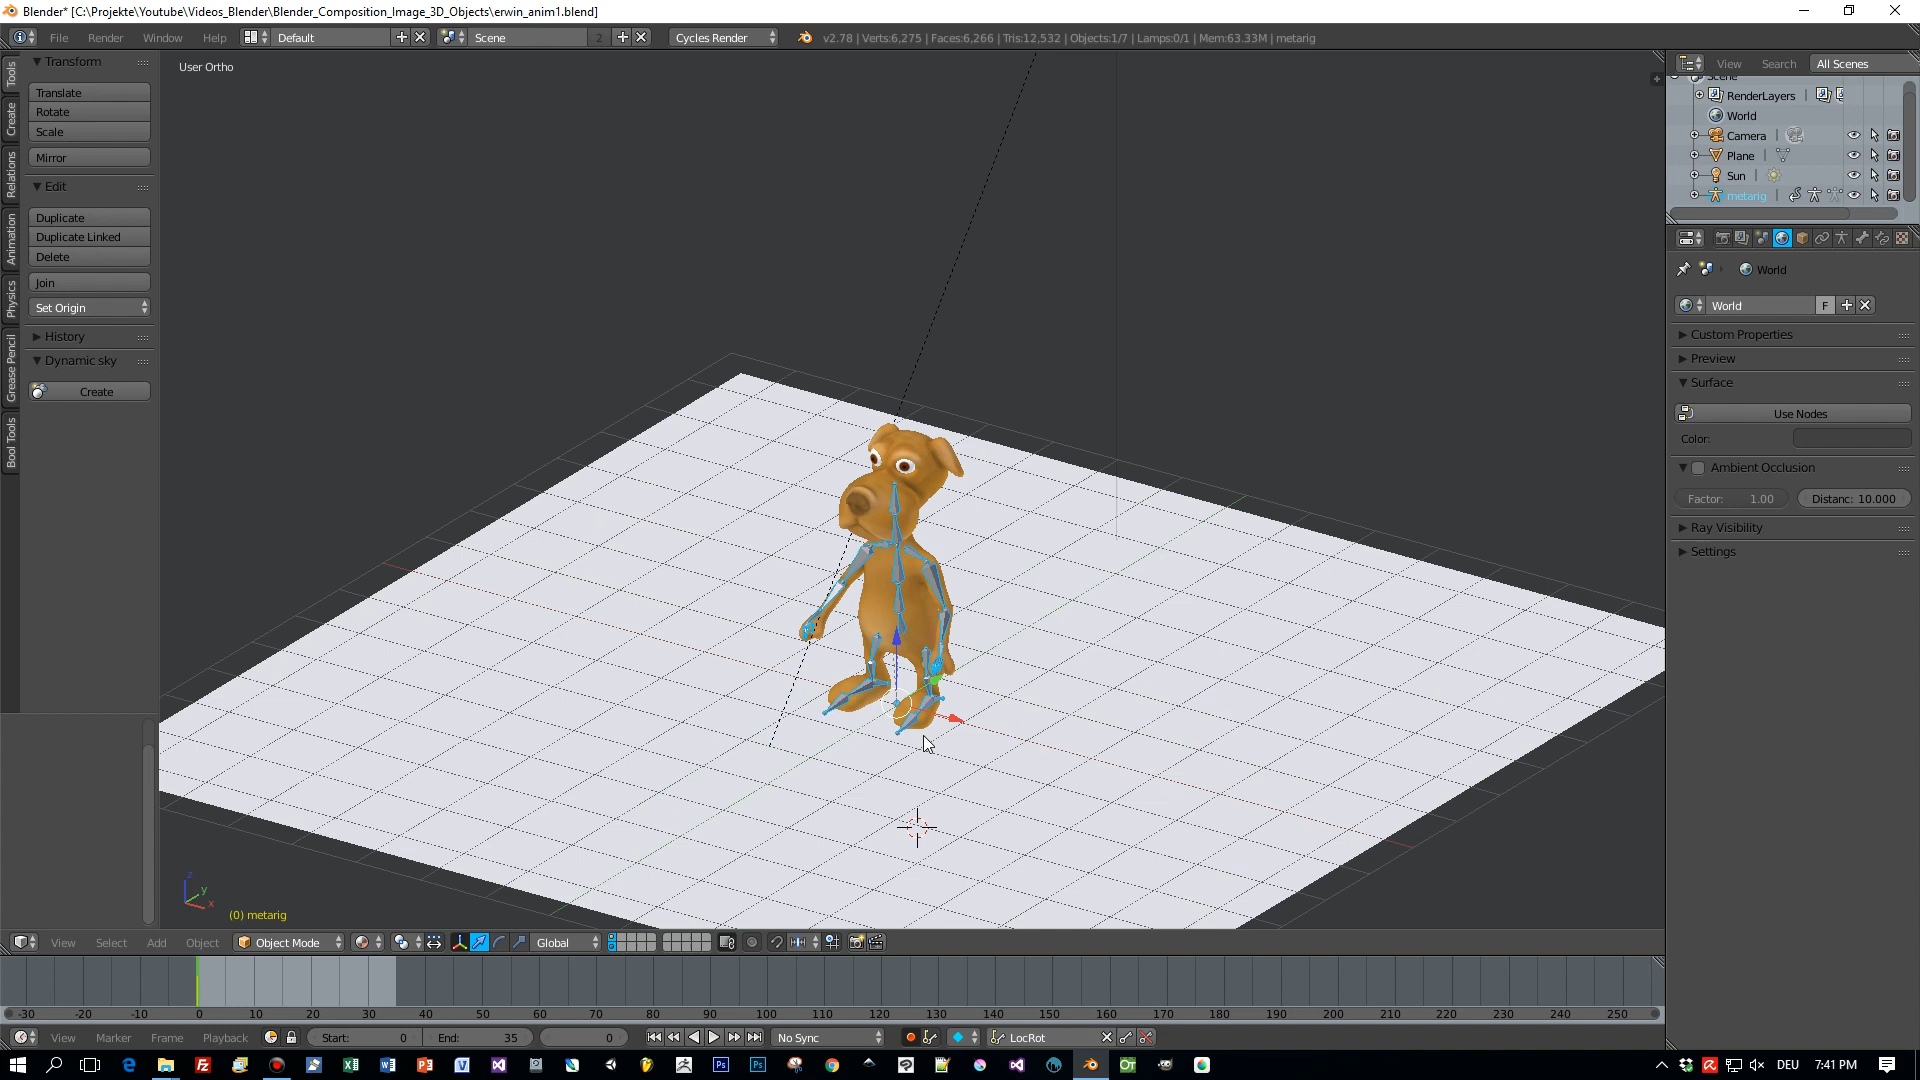 Blender* [C:\Projekte\Youtube\Videos_Blender\Blender_Composition_Image_3D_Objects\erwin_anim1.blend]
File Render Window Help Default Scene 2 Cycles Render v2.78 | Verts:6,275 | Faces:6,266 | Tris:12,532 | Objects:1/7 | Lamps:0/1 | Mem:63.33M | metarig
Tools
Create
Relations
Animation
Physics
Grease Pencil
Bool Tools
Transform
Translate
Rotate
Scale
Mirror
Edit
Duplicate
Duplicate Linked
Delete
Join
Set Origin
History
Dynamic sky
Create
User Ortho
z
y
x
(0) metarig
View Search All Scenes
Scene
RenderLayers
World
Camera
Plane
Sun
metarig
World
World F
Custom Properties
Preview
Surface
Use Nodes
Color:
Ambient Occlusion
Factor: 1.00 Distanc: 10.000
Ray Visibility
Settings
View Select Add Object Object Mode Global
-30 -20 -10 0 10 20 30 40 50 60 70 80 90 100 110 120 130 140 150 160 170 180 190 200 210 220 230 240 250
View Marker Frame Playback Start: 0 End: 35 0 No Sync LocRot
DEU 7:41 PM